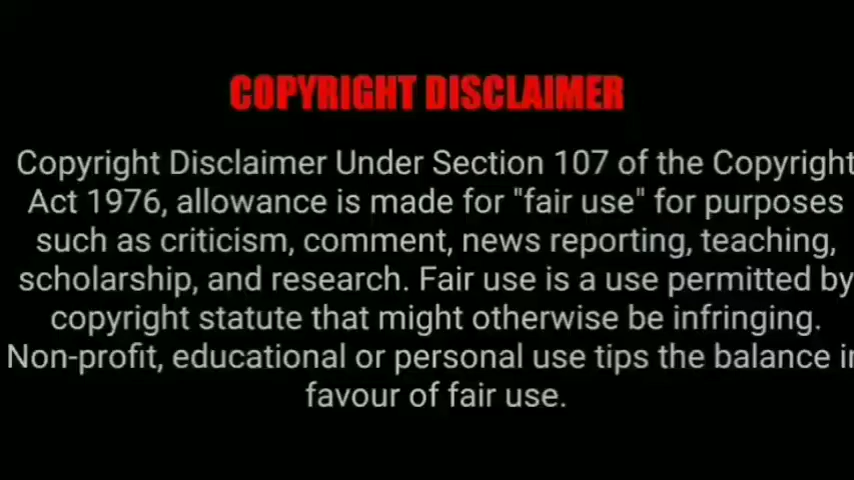 COPYRIGHT DISCLAIMER
Copyright Disclaimer Under Section 107 of the Copyright
Act 1976, allowance is made for "fair use" for purposes
such as criticism, comment, news reporting, teaching,
scholarship, and research. Fair use is a use permitted by
copyright statute that might otherwise be infringing.
Non-profit, educational or personal use tips the balance in
favour of fair use.